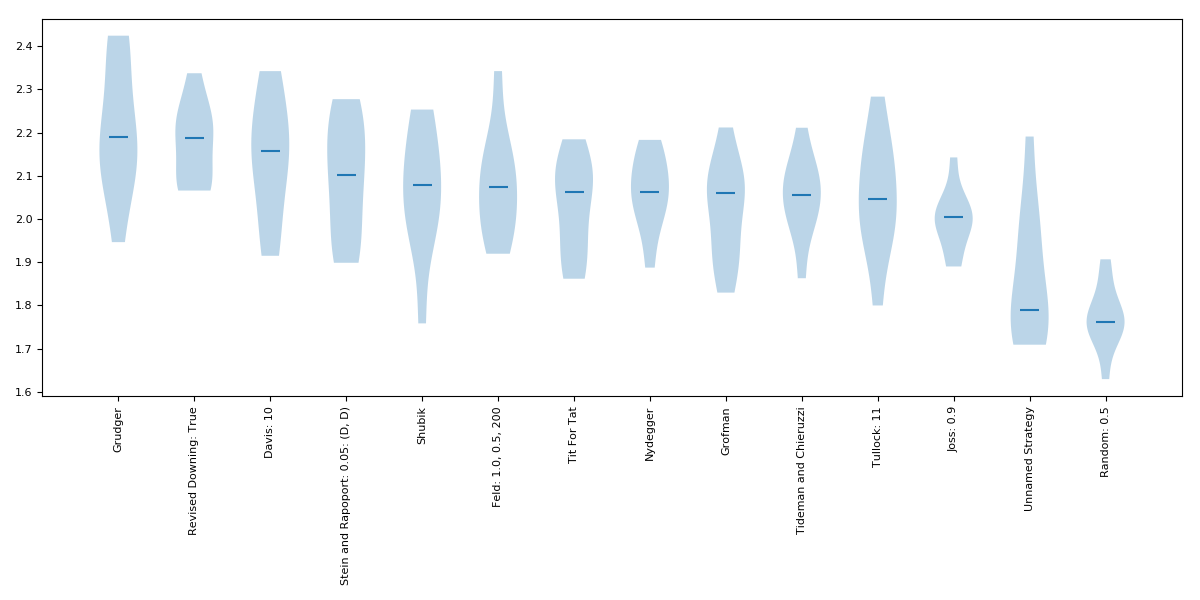 2.4
2.3
2.2
2.1
2.0
1.9
1.8
1.7
1.6
Grudger
Revised Downing: True
Davis: 10
Stein and Rapoport: 0.05: (D, D)
Shubik
Feld: 1.0, 0.5, 200
Tit For Tat
Nydegger
Grofman
Tideman and Chieruzzi
Tullock: 11
Joss: 0.9
Unnamed Strategy
Random: 0.5